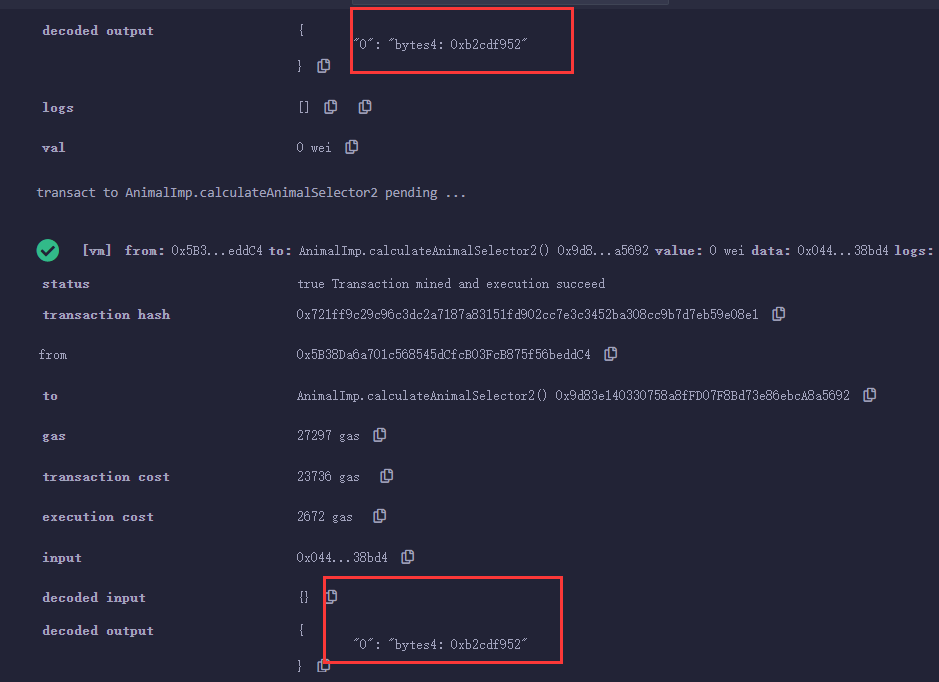 decoded output {
"0": "bytes4: 0xb2cdf952"
}
logs []
val 0 wei
transact to AnimalImp.calculateAnimalSelector2 pending ...
[vm] from: 0x5B3...eddC4 to: AnimalImp.calculateAnimalSelector2() 0x9d8...a5692 value: 0 wei data: 0x044...38bd4 logs:
status true Transaction mined and execution succeed
transaction hash 0x721ff9c29c96c3dc2a7187a83151fd902cc7e3c3452ba308cc9b7d7eb59e08e1
from 0x5B38Da6a701c568545dCfcB03FcB875f56beddC4
to AnimalImp.calculateAnimalSelector2() 0x9d83e140330758a8fFD07F8Bd73e86ebcA8a5692
gas 27297 gas
transaction cost 23736 gas
execution cost 2672 gas
input 0x044...38bd4
decoded input {}
decoded output {
"0": "bytes4: 0xb2cdf952"
}